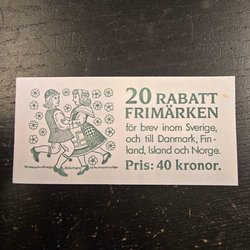 20 RABATT
FRIMÄRKEN
för brev inom Sverige,
och till Danmark, Fin-
land, Island och Norge.
Pris: 40 kronor.